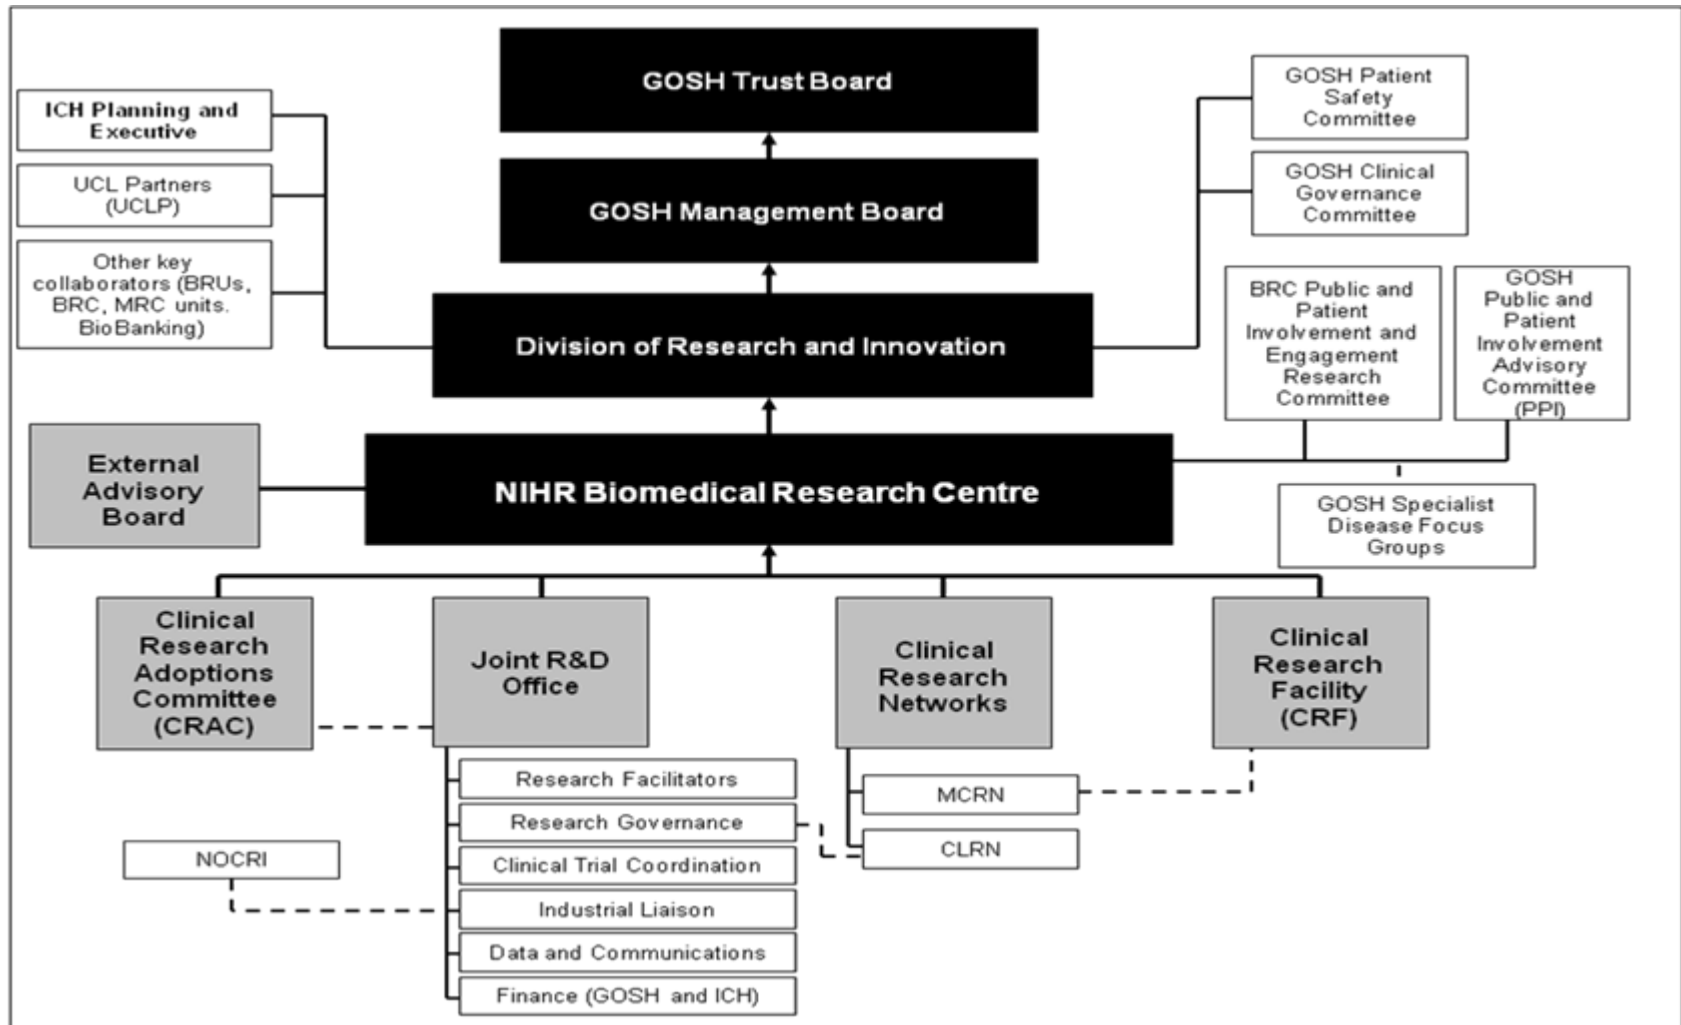 GOSH Trust Board
ICH Planning and
Executive
UCL Partners
(UCLP)
Other key
collaborators (BRUs,
BRC, MRC units.
BioBanking)
GOSH Management Board
GOSH Patient
Safety
Committee
GOSH Clinical
Governance
Committee
Division of Research and Innovation
BRC Public and
Patient
Involvement and
Engagement
Research
Committee
GOSH
Public and
Patient
Involvement
Advisory
Committee
(PPI)
External
Advisory
Board
NIHR Biomedical Research Centre
GOSH Specialist
Disease Focus
Groups
Clinical
Research
Adoptions
Committee
(CRAC)
Joint R&D
Office
Clinical
Research
Networks
Clinical
Research
Facility
(CRF)
Research Facilitators
Research Governance
Clinical Trial Coordination
Industrial Liaison
Data and Communications
Finance (GOSH and ICH)
NOCRI
MCRN
CLRN